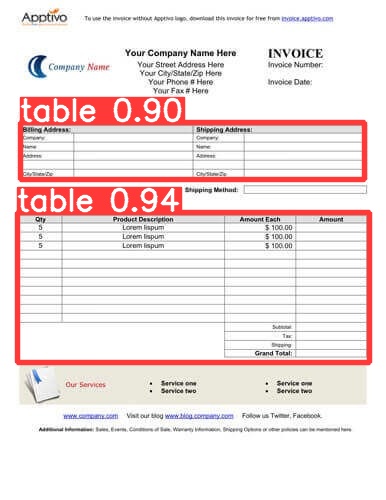 Apptivo
To use the invoice without Apptivo logo, download this invoice for free from invoice.apptivo.com
Company Name
Your Company Name Here
Your Street Address Here
Your City/State/Zip Here
Your Phone # Here
Your Fax # Here
INVOICE
Invoice Number:
Invoice Date:
table 0.90
Billing Address: Shipping Address:
Company: Company:
Name: Name:
Address: Address:
City/State/Zip City/State/Zip
Shipping Method:
table 0.94
Qty Product Description Amount Each Amount
5 Lorem Iispum $ 100.00
5 Lorem Iispum $ 100.00
5 Lorem Iispum $ 100.00
Subtotal:
Tax:
Shipping:
Grand Total:
Our Services
• Service one • Service one
• Service two • Service two
www.company.com Visit our blog www.blog.company.com Follow us Twitter, Facebook.
Additional Information: Sales, Events, Conditions of Sale, Warranty Information, Shipping Options or other policies can be mentioned here.